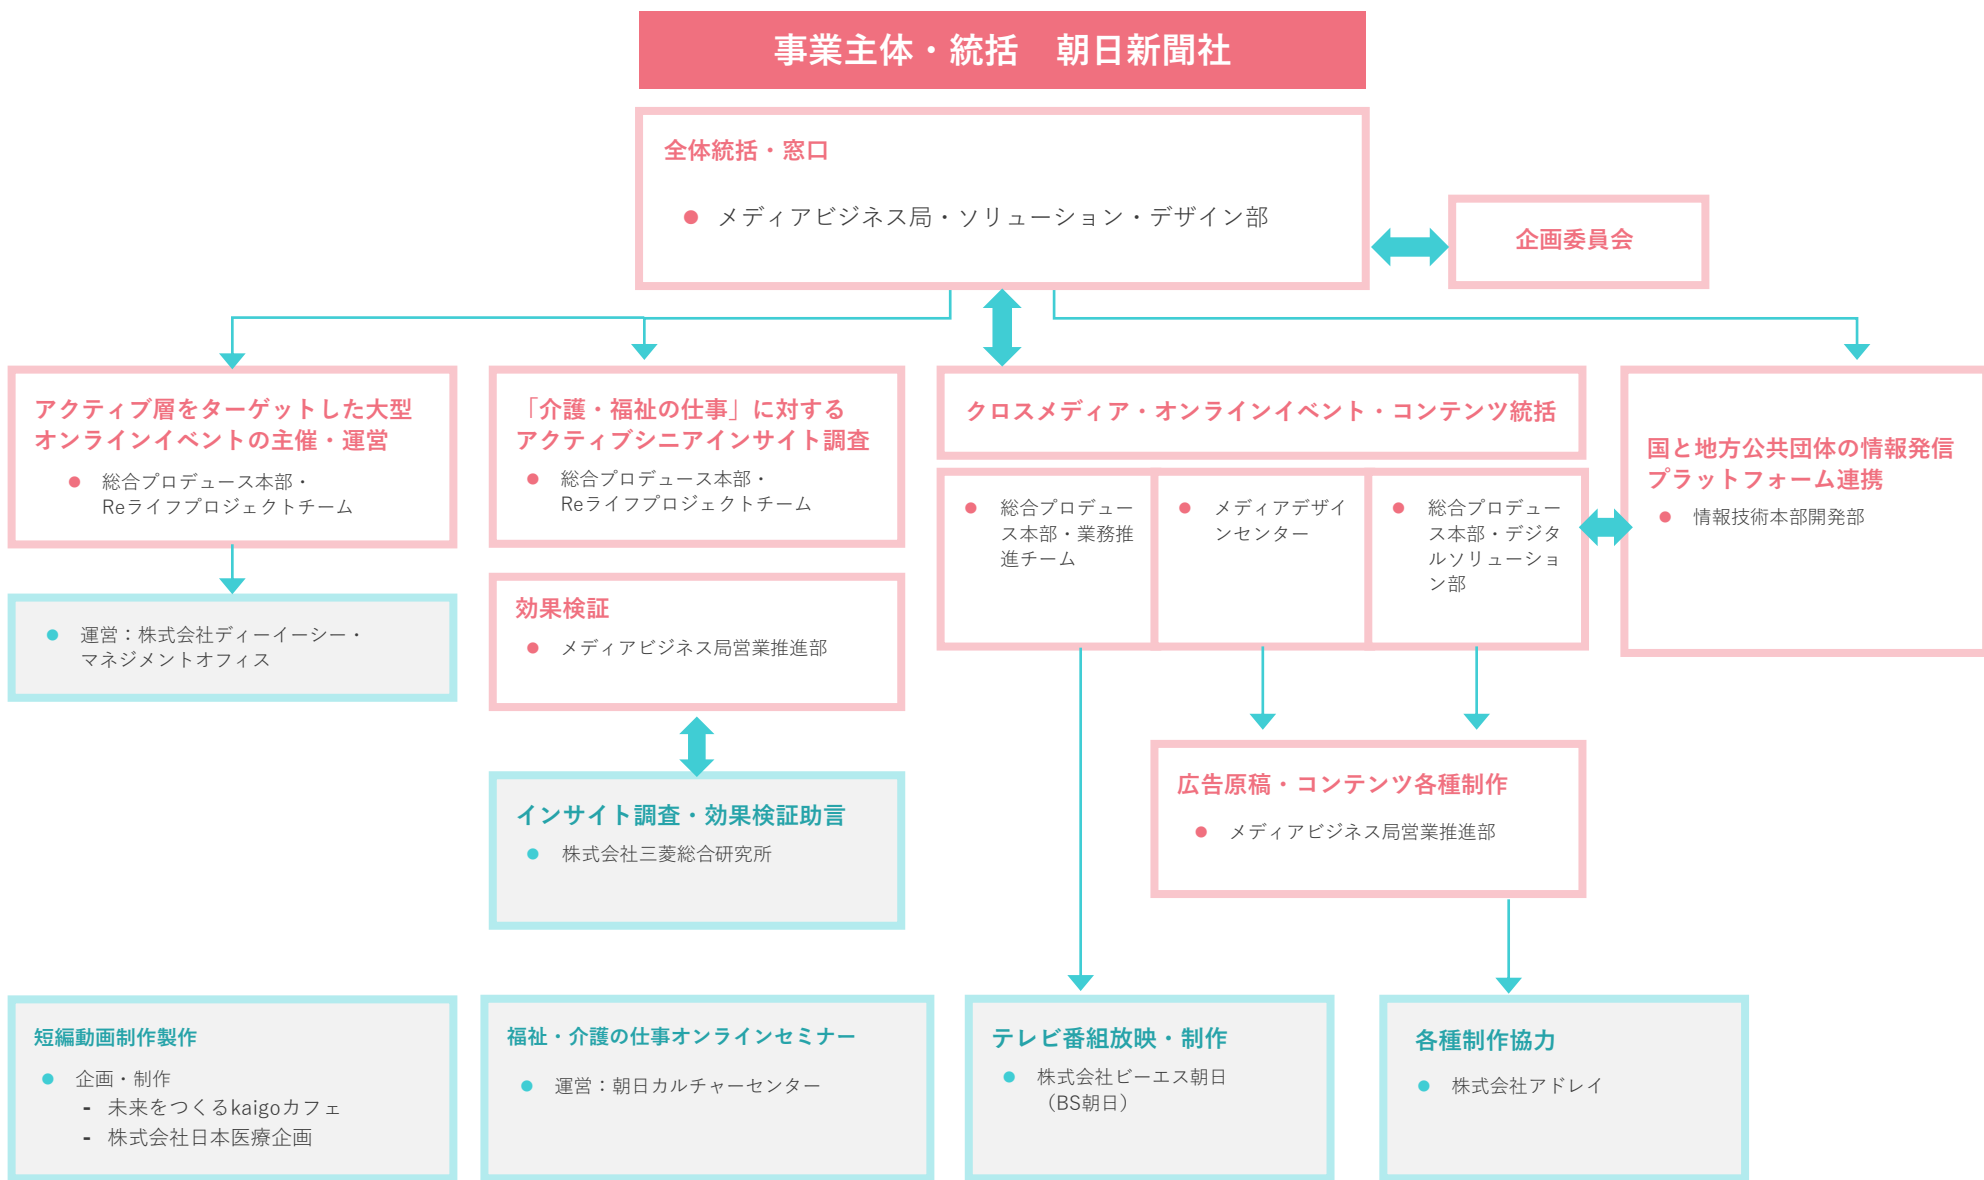 事業主体・統括　朝日新聞社
全体統括・窓口
メディアビジネス局・ソリューション・デザイン部
企画委員会
アクティブ層をターゲットした大型
オンラインイベントの主催・運営
総合プロデュース本部・
Reライフプロジェクトチーム
「介護・福祉の仕事」に対する
アクティブシニアインサイト調査
総合プロデュース本部・
Reライフプロジェクトチーム
クロスメディア・オンラインイベント・コンテンツ統括
総合プロデュー
ス本部・業務推
進チーム
メディアデザイ
ンセンター
総合プロデュー
ス本部・デジタ
ルソリューショ
ン部
国と地方公共団体の情報発信
プラットフォーム連携
情報技術本部開発部
運営：株式会社ディーイーシー・
マネジメントオフィス
効果検証
メディアビジネス局営業推進部
インサイト調査・効果検証助言
株式会社三菱総合研究所
広告原稿・コンテンツ各種制作
メディアビジネス局営業推進部
短編動画制作製作
企画・制作
- 未来をつくるkaigoカフェ
- 株式会社日本医療企画
福祉・介護の仕事オンラインセミナー
運営：朝日カルチャーセンター
テレビ番組放映・制作
株式会社ビーエス朝日
（BS朝日）
各種制作協力
株式会社アドレイ